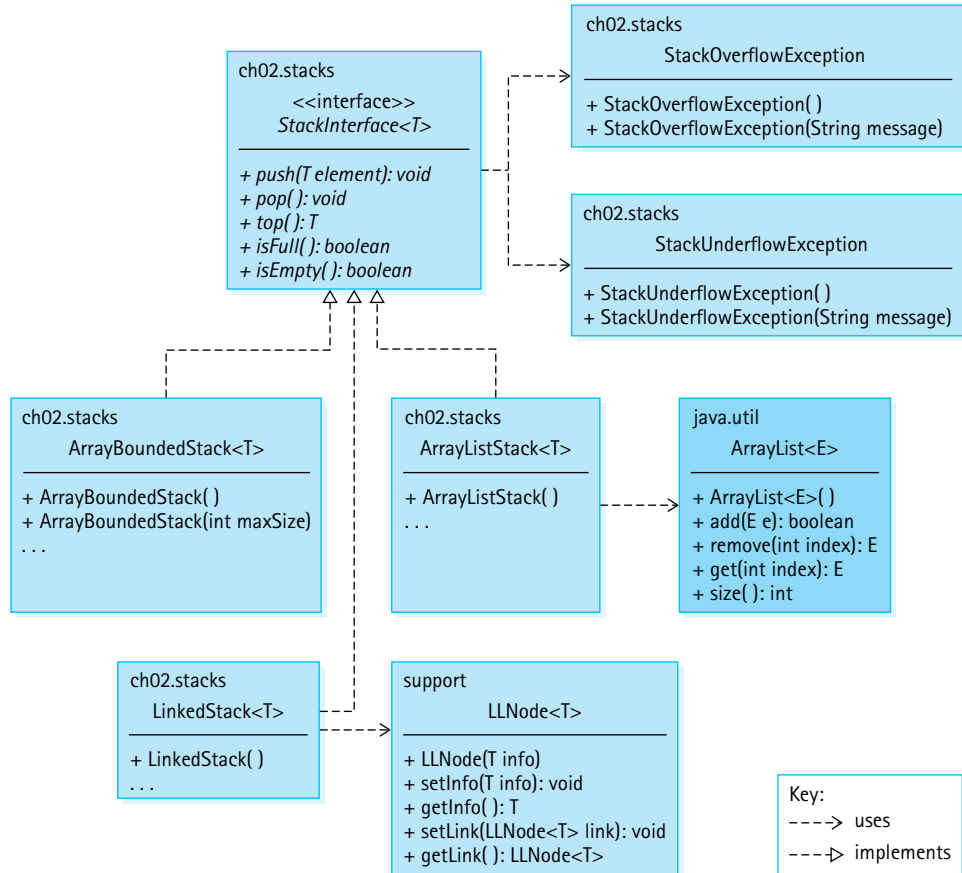 ch02.stacks
<<interface>>
StackInterface<T>
+ push(T element): void
+ pop( ): void
+ top( ): T
+ isFull( ): boolean
+ isEmpty( ): boolean
ch02.stacks
StackOverflowException
+ StackOverflowException( )
+ StackOverflowException(String message)
ch02.stacks
StackUnderflowException
+ StackUnderflowException( )
+ StackUnderflowException(String message)
ch02.stacks
ArrayBoundedStack<T>
+ ArrayBoundedStack( )
+ ArrayBoundedStack(int maxSize)
. . .
ch02.stacks
ArrayListStack<T>
+ ArrayListStack( )
. . .
java.util
ArrayList<E>
+ ArrayList<E>( )
+ add(E e): boolean
+ remove(int index): E
+ get(int index): E
+ size( ): int
ch02.stacks
LinkedStack<T>
+ LinkedStack( )
. . .
support
LLNode<T>
+ LLNode(T info)
+ setInfo(T info): void
+ getInfo( ): T
+ setLink(LLNode<T> link): void
+ getLink( ): LLNode<T>
Key:
uses
implements